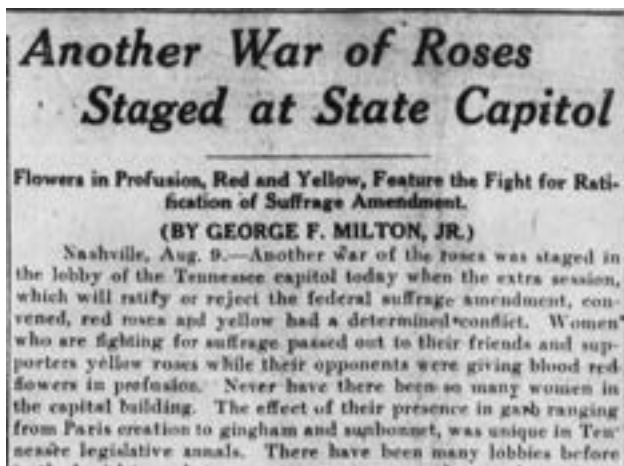 Another War of Roses
Staged at State Capitol
Flowers in Profusion, Red and Yellow, Feature the Fight for Rati-
fication of Suffrage Amendment.
(BY GEORGE F. MILTON, JR.)
Nashville, Aug. 9.—Another war of the roses was staged in
the lobby of the Tennessee capitol today when the extra session,
which will ratify or reject the federal suffrage amendment, con-
vened, red roses and yellow had a determined conflict. Women
who are fighting for suffrage passed out to their friends and sup-
porters yellow roses while their opponents were giving blood red
flowers in profusion. Never have there been so many women in
the capital building. The effect of their presence in garb ranging
from Paris creation to gingham and sunbonnet, was unique in Ten-
nessee legislative annals. There have been many lobbies before